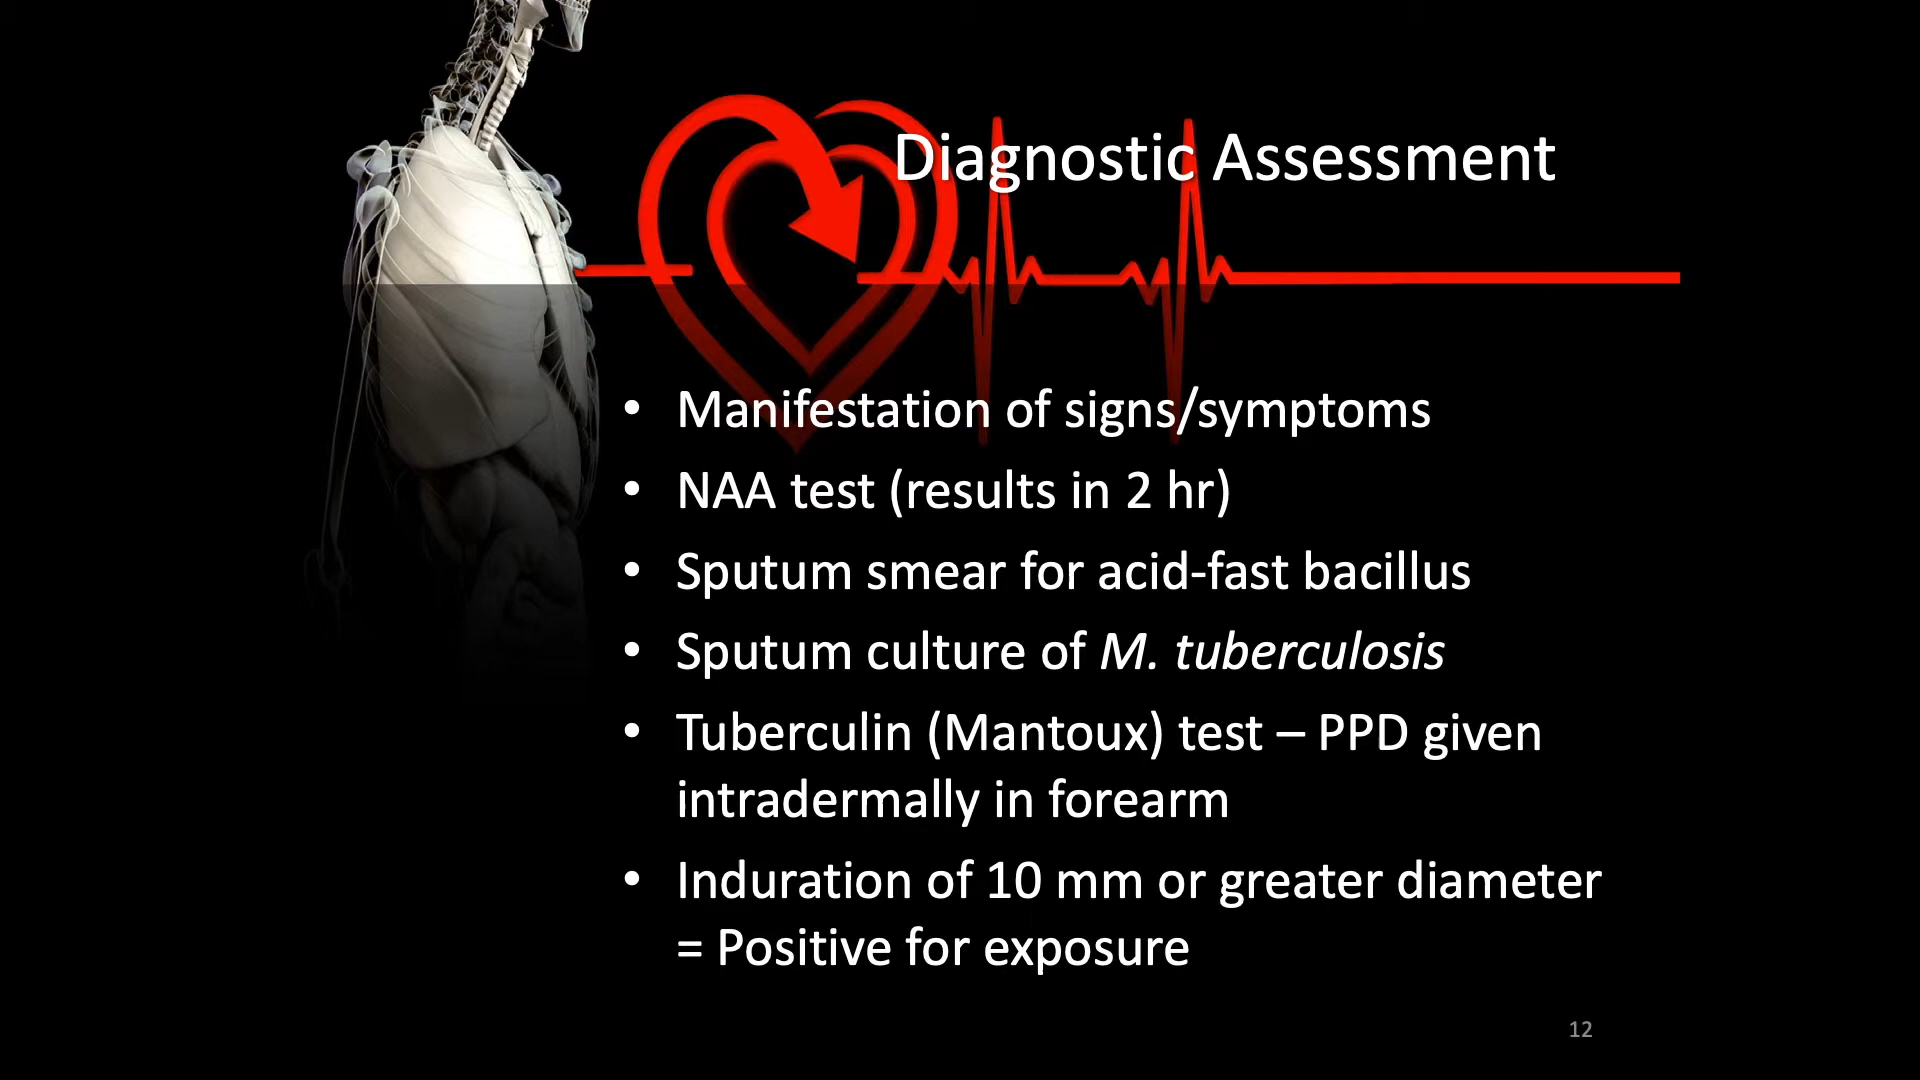 Diagnostic Assessment
• Manifestation of signs/symptoms
• NAA test (results in 2 hr)
• Sputum smear for acid-fast bacillus
• Sputum culture of M. tuberculosis
• Tuberculin (Mantoux) test – PPD given
intradermally in forearm
• Induration of 10 mm or greater diameter
= Positive for exposure
12